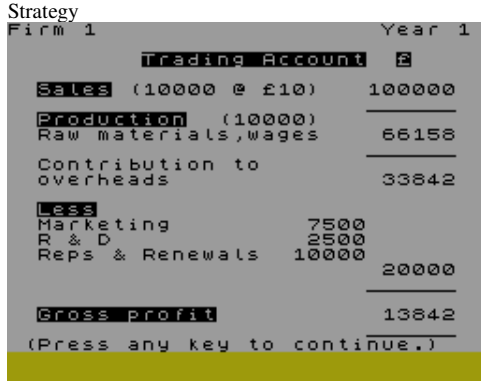 Strategy
Firm 1 Year 1
Trading Account £
Sales (10000 @ £10) 100000
Production (10000)
Raw materials,wages 66158
Contribution to
overheads 33842
Less
Marketing 7500
R & D 2500
Reps & Renewals 10000
20000
Gross profit 13842
(Press any key to continue.)